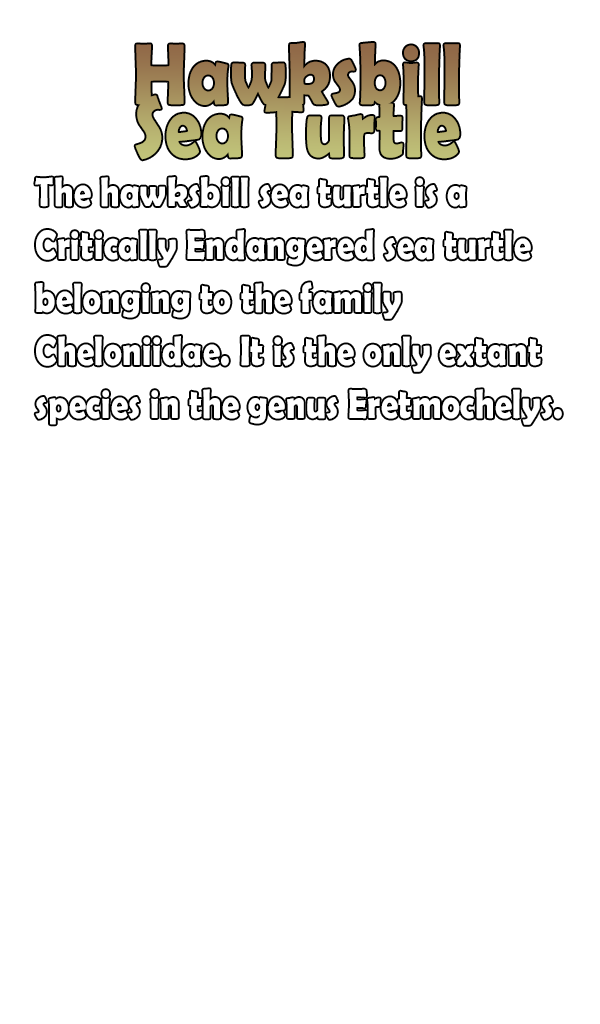 Hawksbill
Sea Turtle
The hawksbill sea turtle is a
Critically Endangered sea turtle
belonging to the family
Cheloniidae. It is the only extant
species in the genus Eretmochelys.